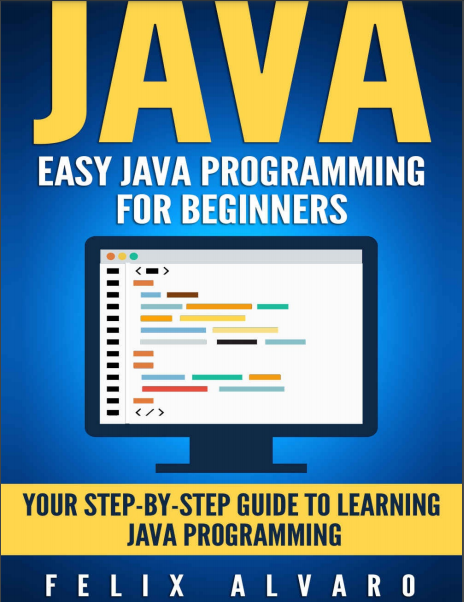 JAVA
EASY JAVA PROGRAMMING
FOR BEGINNERS
< >
</>
YOUR STEP-BY-STEP GUIDE TO LEARNING
JAVA PROGRAMMING
FELIX ALVARO